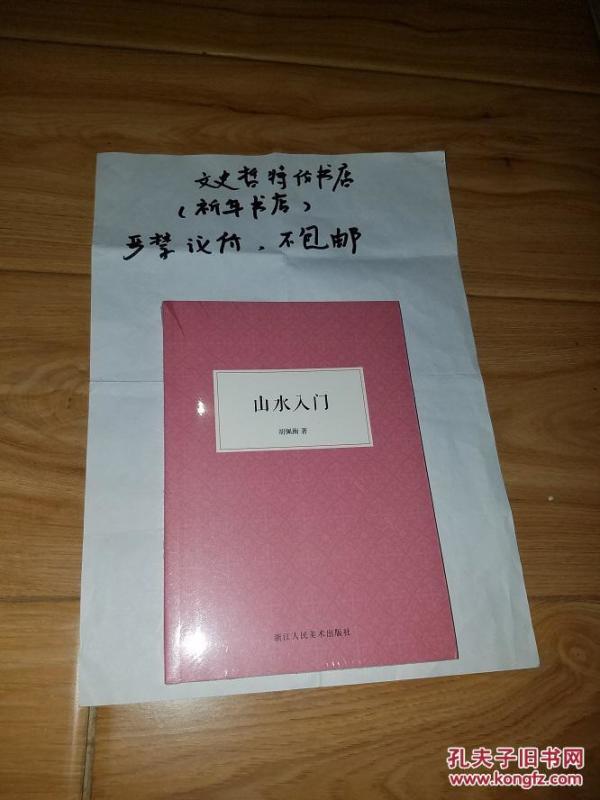 文史哲特价书店
（祈年书店）
严禁议价，不包邮
山水入门
胡佩衡 著
浙江人民美术出版社
孔夫子旧书网
www.kongfz.com